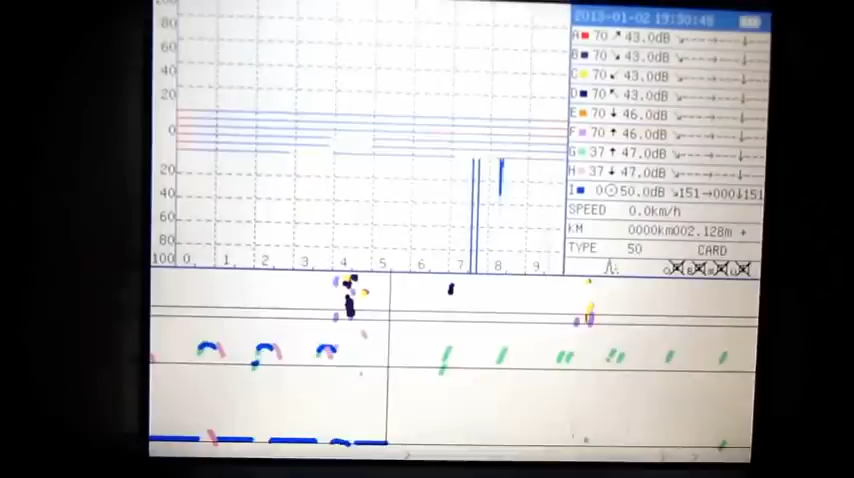 2013-01-02 19:30:49
100
80
60
40
20
0
20
40
60
80
100 0. 1. 2. 3. 4. 5 6. 7. 8. 9.
A 70 ↗ 43.0dB ↘---→---↓
B 70 ↘ 43.0dB ↘---→---↓
C 70 ↙ 43.0dB ↘---→---↓
D 70 ↖ 43.0dB ↘---→---↓
E 70 ↓ 46.0dB ↘---→---↓
F 70 ↑ 46.0dB ↘---→---↓
G 37 ↑ 47.0dB ↘---→---↓
H 37 ↓ 47.0dB ↘---→---↓
I 0 50.0dB ↘151→000↓151
SPEED 0.0km/h
KM 0000km002.128m +
TYPE 50 CARD